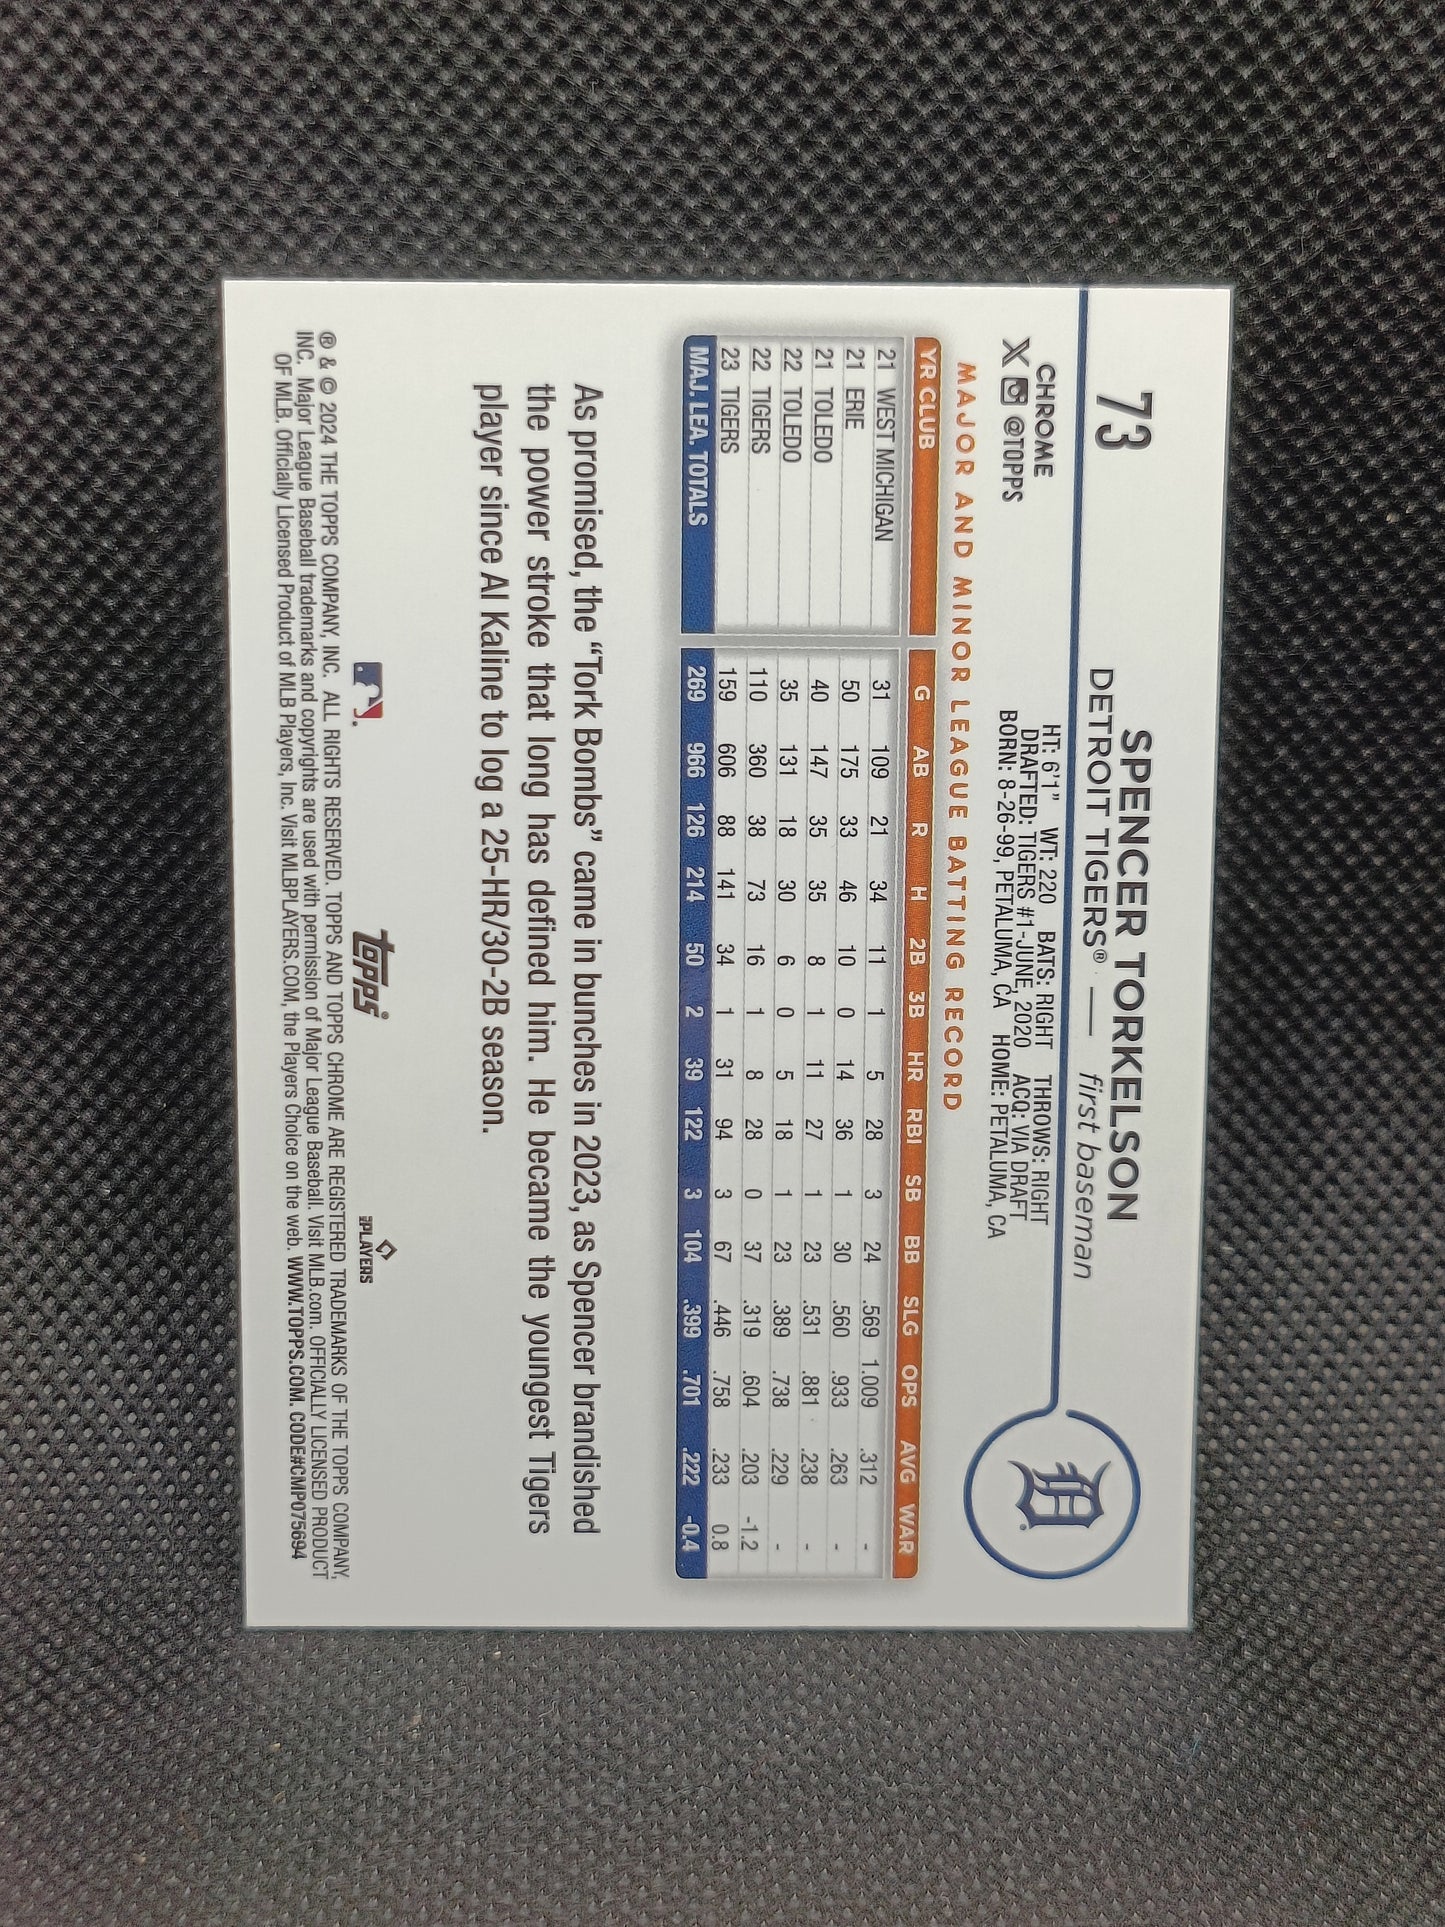 73
SPENCER TORKELSON
DETROIT TIGERS® — first baseman
CHROME
X @TOPPS
HT: 6'1" WT: 220 BATS: RIGHT THROWS: RIGHT
DRAFTED: TIGERS #1-JUNE, 2020 ACQ: VIA DRAFT
BORN: 8-26-99, PETALUMA, CA HOME: PETALUMA, CA
D
MAJOR AND MINOR LEAGUE BATTING RECORD
YR CLUB G AB R H 2B 3B HR RBI SB BB SLG OPS AVG WAR
21 WEST MICHIGAN 31 109 21 34 11 1 5 28 3 24 .569 1.009 .312 -
21 ERIE 50 175 33 46 10 0 14 36 1 30 .560 .933 .263 -
21 TOLEDO 40 147 35 35 8 1 11 27 1 23 .531 .881 .238 -
22 TOLEDO 35 131 18 30 6 0 5 18 1 23 .389 .738 .229 -
22 TIGERS 110 360 38 73 16 1 8 28 0 37 .319 .604 .203 -1.2
23 TIGERS 159 606 88 141 34 1 31 94 3 67 .446 .758 .233 0.8
MAJ. LEA. TOTALS 269 966 126 214 50 2 39 122 3 104 .399 .701 .222 -0.4
As promised, the “Tork Bombs” came in bunches in 2023, as Spencer brandished
the power stroke that long has defined him. He became the youngest Tigers
player since Al Kaline to log a 25-HR/30-2B season.
topps®
PLAYERS
® & © 2024 THE TOPPS COMPANY, INC. ALL RIGHTS RESERVED. TOPPS AND TOPPS CHROME ARE REGISTERED TRADEMARKS OF THE TOPPS COMPANY,
INC. Major League Baseball trademarks and copyrights are used with permission of Major League Baseball. Visit MLB.com. OFFICIALLY LICENSED PRODUCT
OF MLB. Officially Licensed Product of MLB Players, Inc. Visit MLBPLAYERS.COM, the Players Choice on the web. WWW.TOPPS.COM. CODE#CMP075694